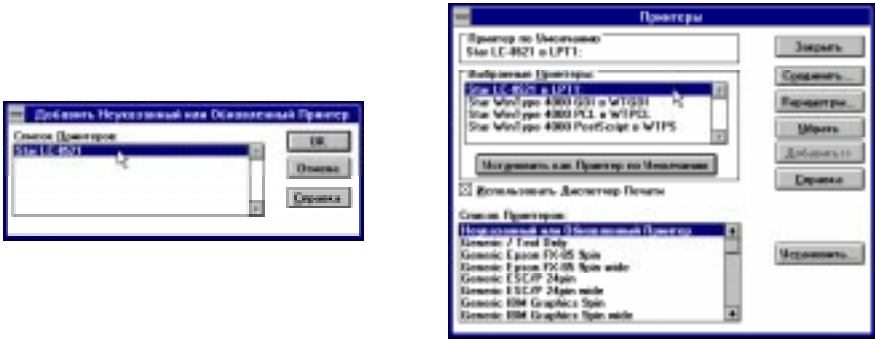 Добавить Неуказанный или Обновленный Принтер
Список Принтеров:
Star LC-4521
OK
Отмена
Справка
Принтеры
Принтер по Умолчанию
Star LC-4521 в LPT1:
Выбранные Принтеры:
Star LC-4521 в LPT1:
Star WinType 4000 GDI в WTGDI
Star WinType 4000 PCL в WTPCL
Star WinType 4000 PostScript в WTPS
Установить как Принтер по Умолчанию
Использовать Диспетчер Печати
Список Принтеров:
Неуказанный или Обновленный Принтер
Generic / Text Only
Generic Epson FX-85 9pin
Generic Epson FX-85 9pin wide
Generic ESC/P 24pin
Generic ESC/P 24pin wide
Generic IBM Graphics 9pin
Generic IBM Graphics 9pin wide
Закрыть
Соединить...
Параметры...
Убрать
Добавить>>
Справка
Установить...